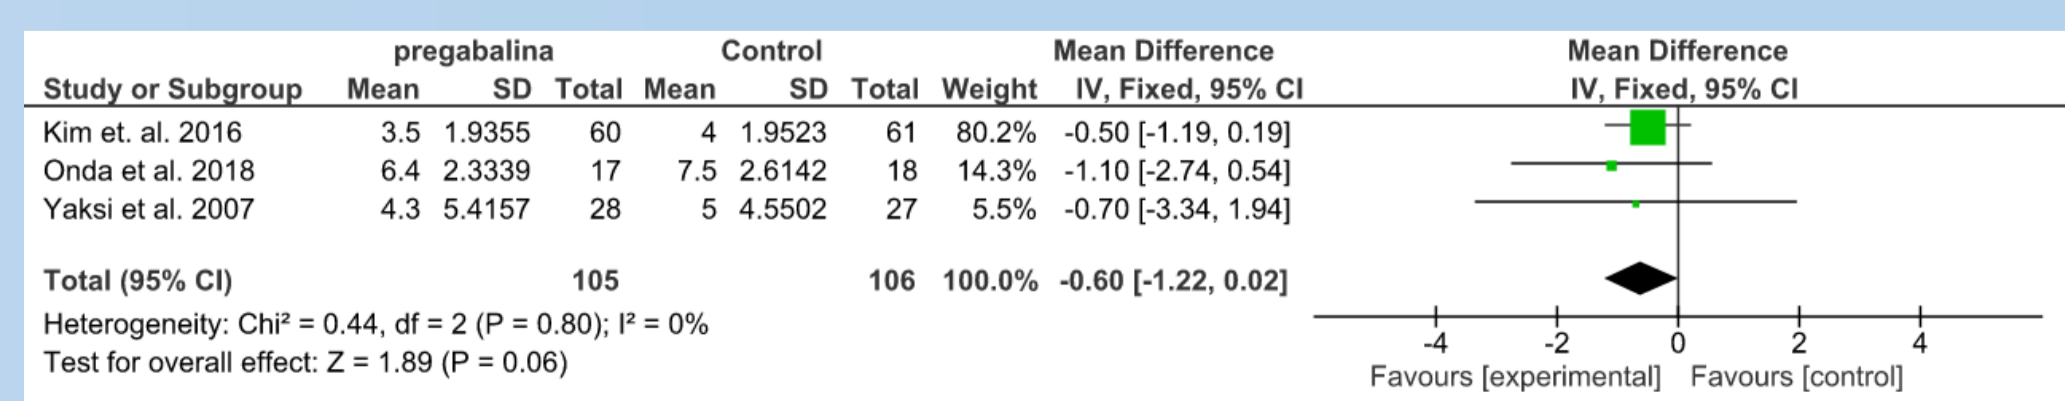 pregabalina Control Mean Difference Mean Difference
Study or Subgroup Mean SD Total Mean SD Total Weight IV, Fixed, 95% CI IV, Fixed, 95% CI
Kim et. al. 2016 3.5 1.9355 60 4 1.9523 61 80.2% -0.50 [-1.19, 0.19]
Onda et al. 2018 6.4 2.3339 17 7.5 2.6142 18 14.3% -1.10 [-2.74, 0.54]
Yaksi et al. 2007 4.3 5.4157 28 5 4.5502 27 5.5% -0.70 [-3.34, 1.94]
Total (95% CI) 105 106 100.0% -0.60 [-1.22, 0.02]
Heterogeneity: Chi² = 0.44, df = 2 (P = 0.80); I² = 0%
Test for overall effect: Z = 1.89 (P = 0.06)
-4 -2 0 2 4
Favours [experimental] Favours [control]